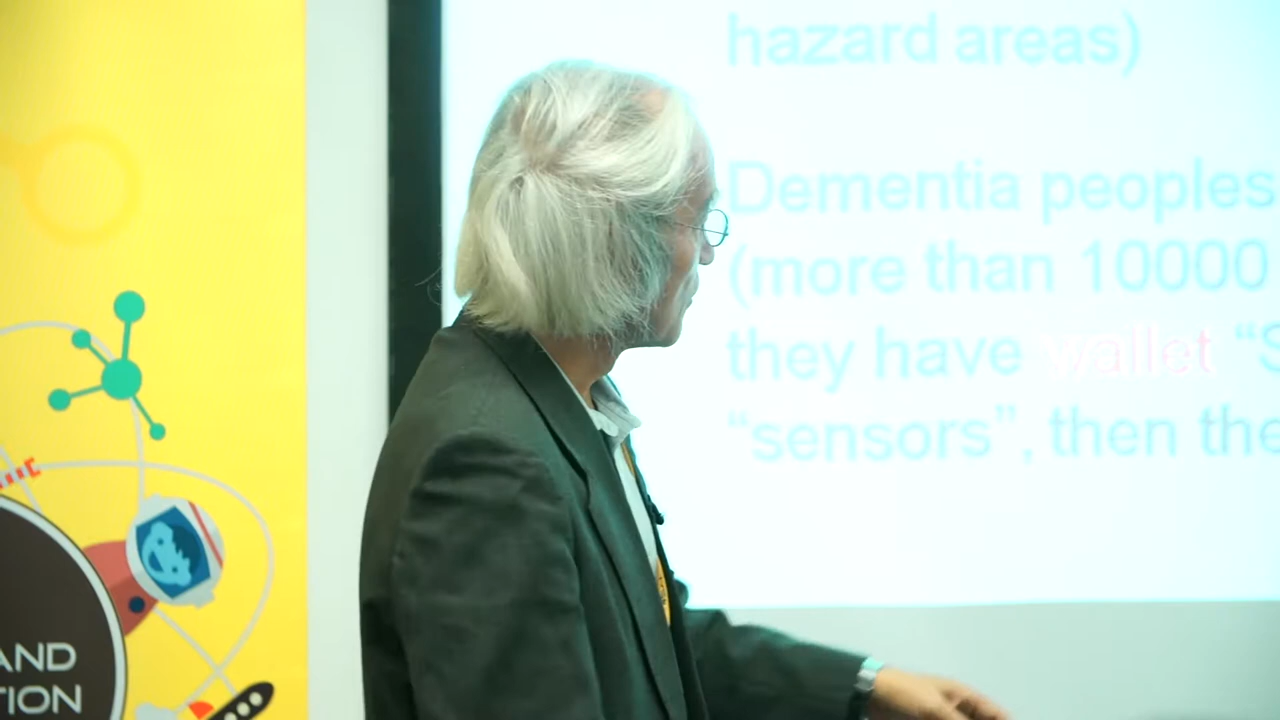 hazard areas)
Dementia peoples
(more than 10000
they have wallet “S
“sensors”, then the
AND
TION